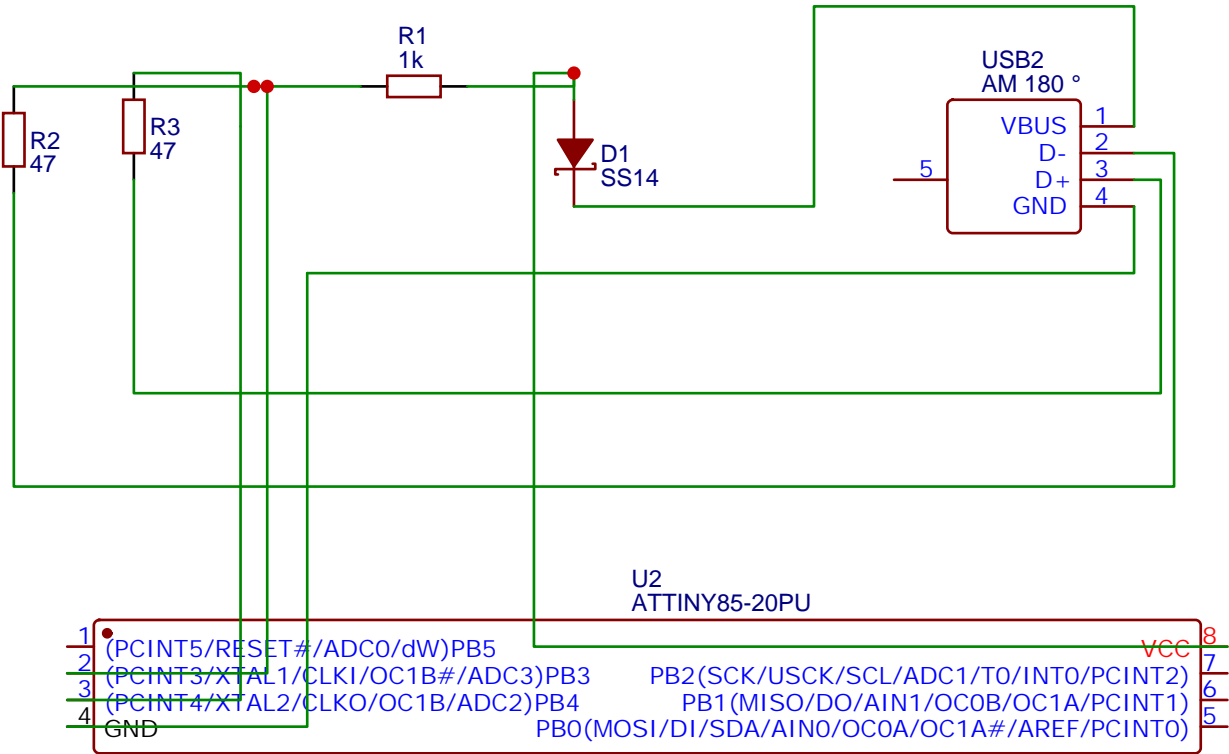 R1
1k
USB2
AM 180 °
R2
47
R3
47
D1
SS14
VBUS 1
D- 2
D+ 3
GND 4
5
U2
ATTINY85-20PU
1 (PCINT5/RESET#/ADC0/dW)PB5
2 (PCINT3/XTAL1/CLKI/OC1B#/ADC3)PB3
3 (PCINT4/XTAL2/CLKO/OC1B/ADC2)PB4
4 GND
VCC 8
PB2(SCK/USCK/SCL/ADC1/T0/INT0/PCINT2) 7
PB1(MISO/DO/AIN1/OC0B/OC1A/PCINT1) 6
PB0(MOSI/DI/SDA/AIN0/OC0A/OC1A#/AREF/PCINT0) 5